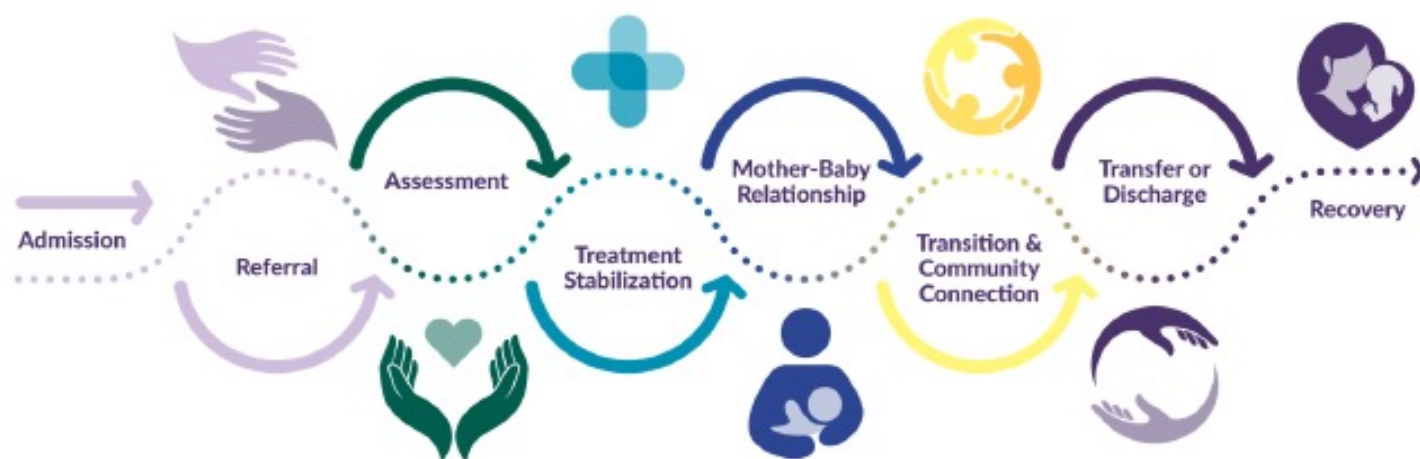 Admission
Referral
Assessment
Treatment
Stabilization
Mother-Baby
Relationship
Transition &
Community
Connection
Transfer or
Discharge
Recovery